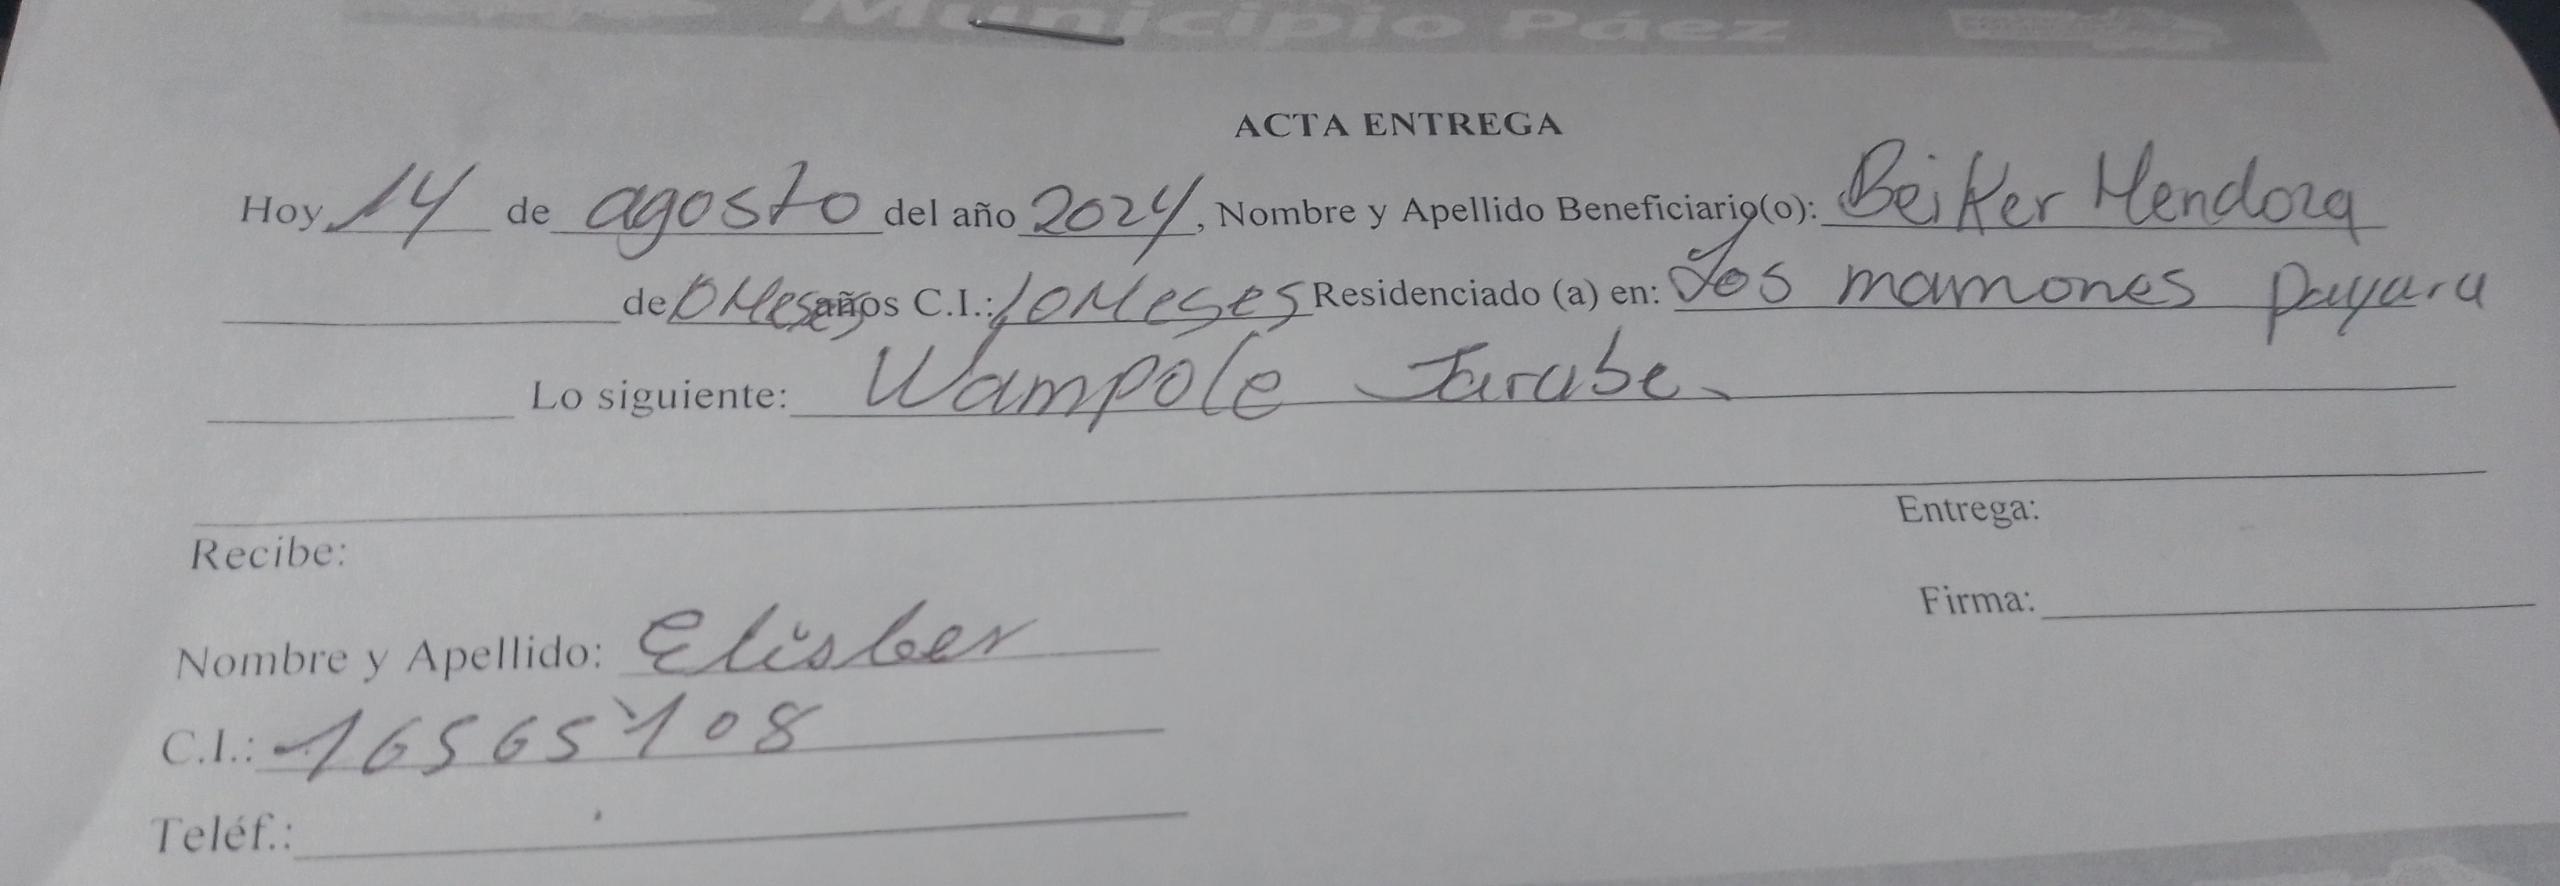 Municipio Páez
ACTA ENTREGA
Hoy 14 de agosto del año 2024, Nombre y Apellido Beneficiario(o): Beiker Mendoza
de 0 Meses años C.I.: 10 Meses Residenciado (a) en: Los mamones payara
Lo siguiente: Wampole Jarabe
Entrega:
Recibe:
Firma:
Nombre y Apellido: Elisber
C.I.: 16565108
Teléf.: